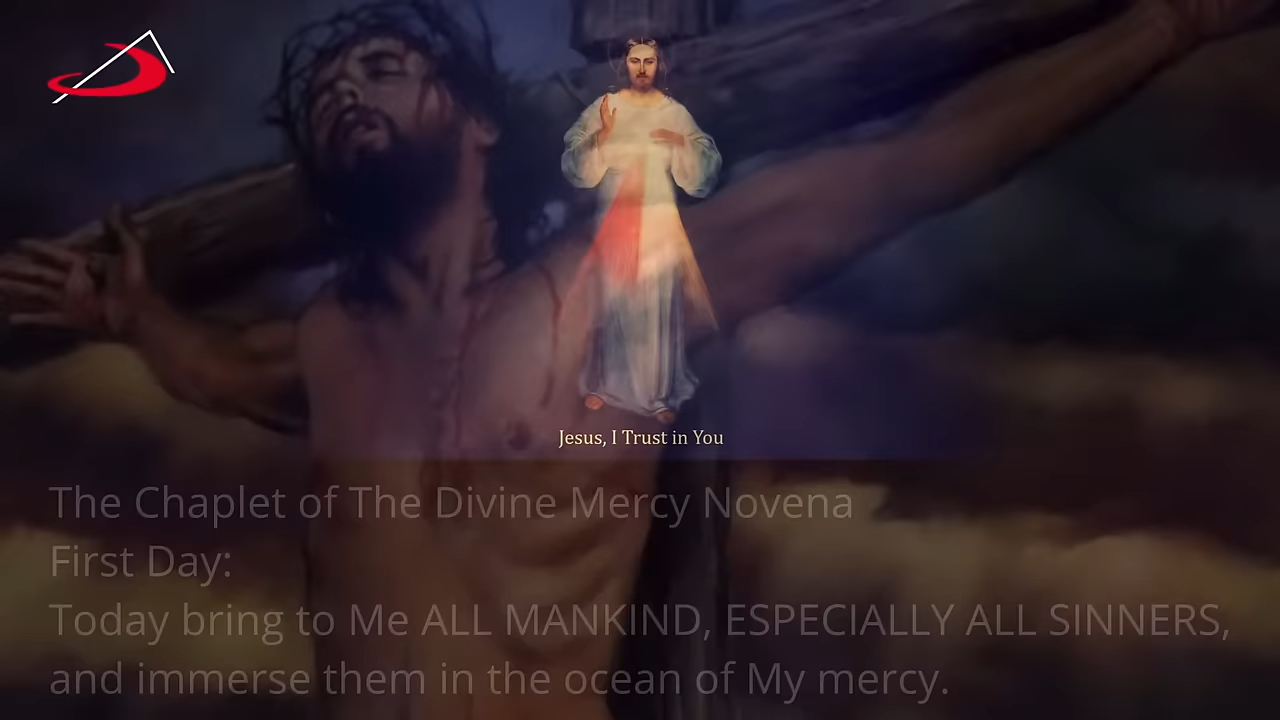 Jesus, I Trust in You
The Chaplet of The Divine Mercy Novena
First Day:
Today bring to Me ALL MANKIND, ESPECIALLY ALL SINNERS,
and immerse them in the ocean of My mercy.